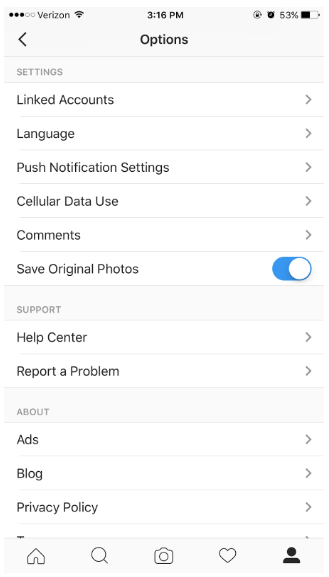 Verizon 3:16 PM 53%
Options
SETTINGS
Linked Accounts
Language
Push Notification Settings
Cellular Data Use
Comments
Save Original Photos
SUPPORT
Help Center
Report a Problem
ABOUT
Ads
Blog
Privacy Policy